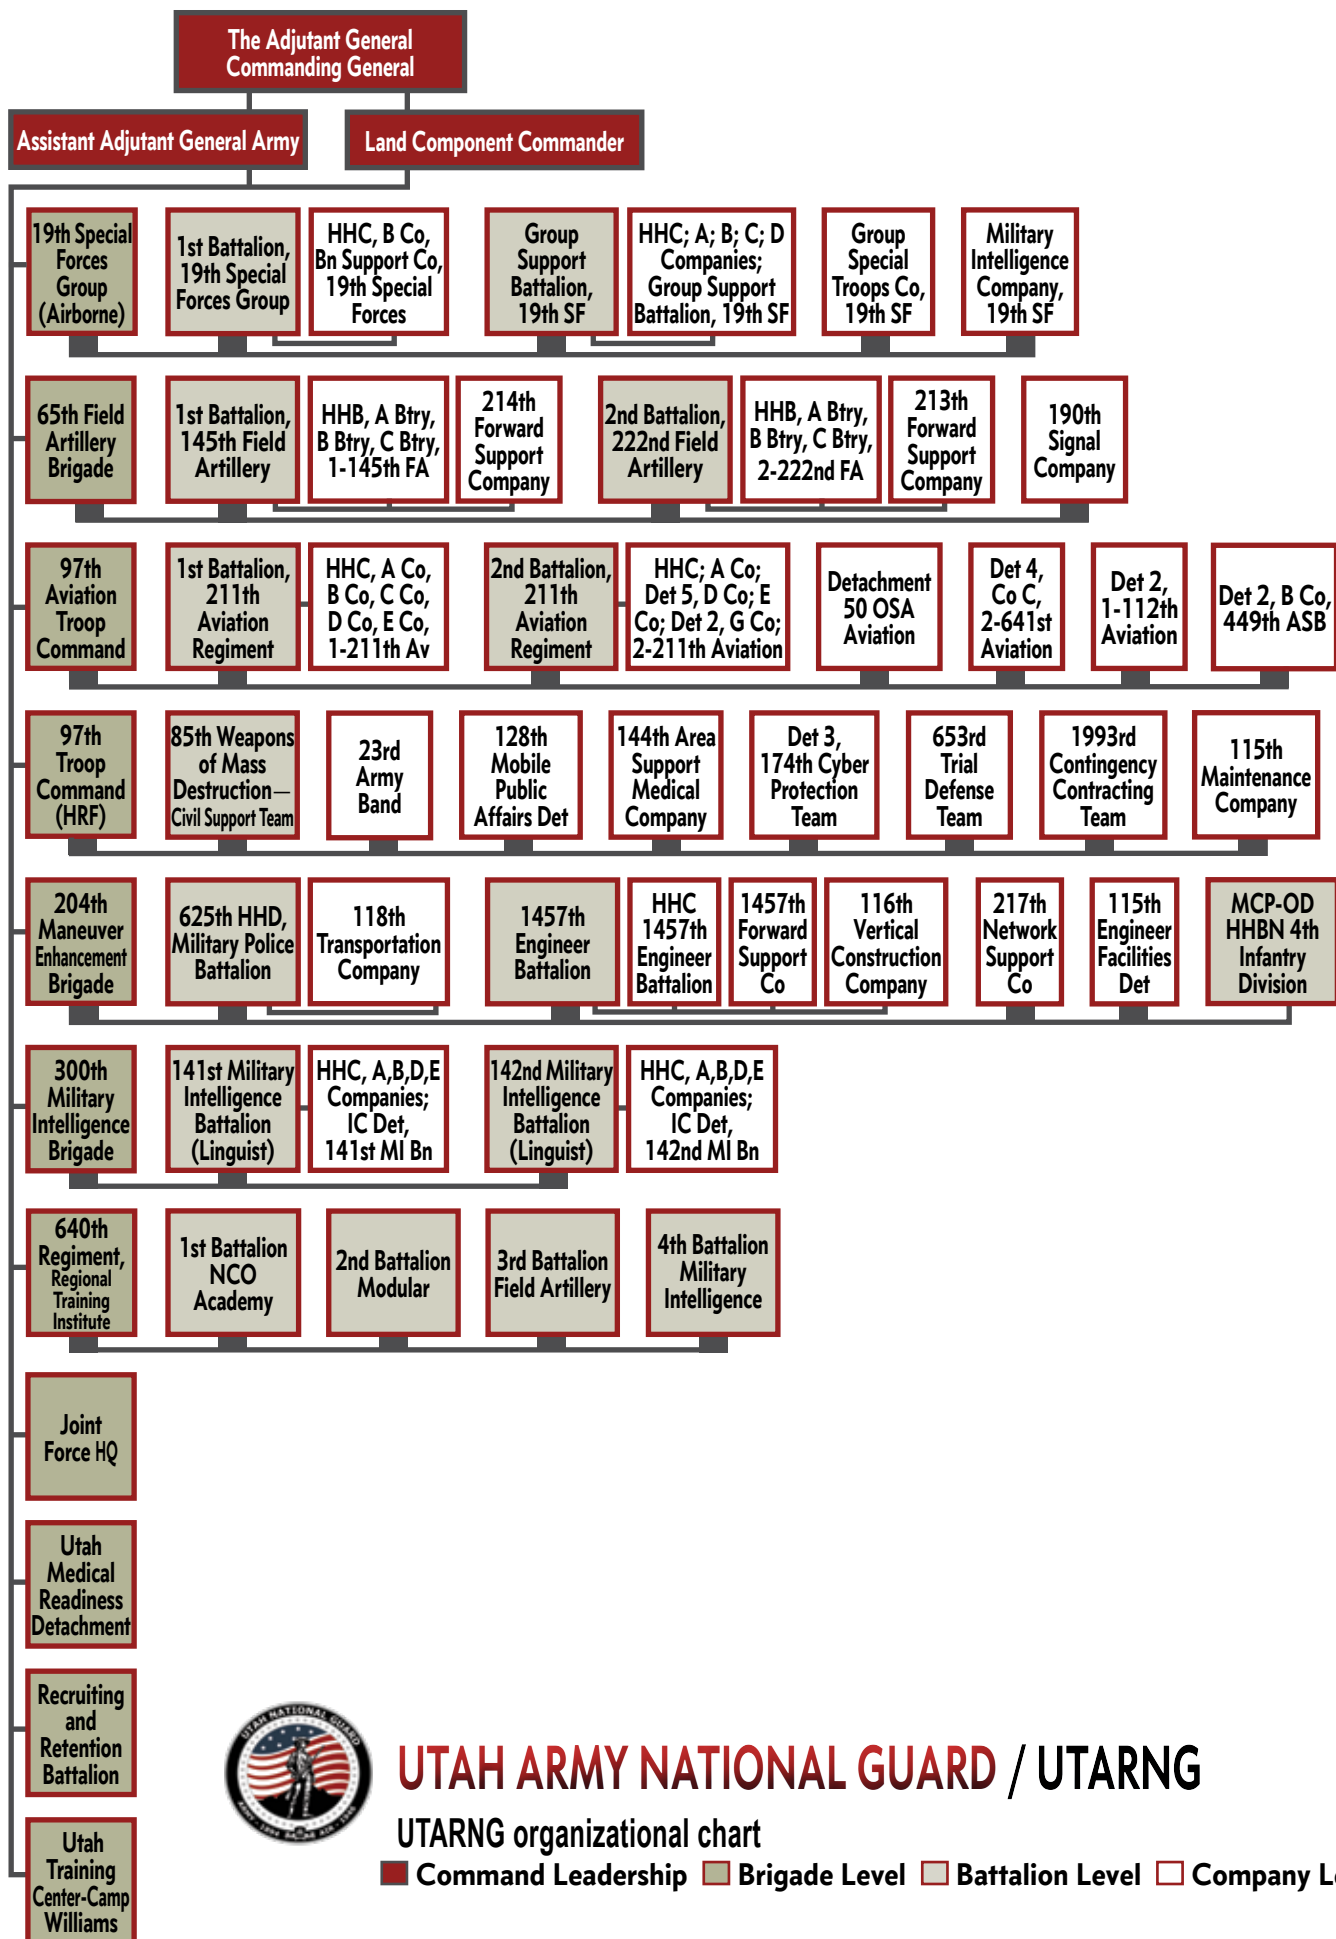 The Adjutant General
Commanding General
Assistant Adjutant General Army
Land Component Commander
19th Special
Forces
Group
(Airborne)
1st Battalion,
19th Special
Forces Group
HHC, B Co,
Bn Support Co,
19th Special
Forces
Group
Support
Battalion,
19th SF
HHC; A; B; C; D
Companies;
Group Support
Battalion, 19th SF
Group
Special
Troops Co,
19th SF
Military
Intelligence
Company,
19th SF
65th Field
Artillery
Brigade
1st Battalion,
145th Field
Artillery
HHB, A Btry,
B Btry, C Btry,
1-145th FA
214th
Forward
Support
Company
2nd Battalion,
222nd Field
Artillery
HHB, A Btry,
B Btry, C Btry,
2-222nd FA
213th
Forward
Support
Company
190th
Signal
Company
97th
Aviation
Troop
Command
1st Battalion,
211th
Aviation
Regiment
HHC, A Co,
B Co, C Co,
D Co, E Co,
1-211th Av
2nd Battalion,
211th
Aviation
Regiment
HHC; A Co;
Det 5, D Co; E
Co; Det 2, G Co;
2-211th Aviation
Detachment
50 OSA
Aviation
Det 4,
Co C,
2-641st
Aviation
Det 2,
1-112th
Aviation
Det 2, B Co,
449th ASB
97th
Troop
Command
(HRF)
85th Weapons
of Mass
Destruction—
Civil Support Team
23rd
Army
Band
128th
Mobile
Public
Affairs Det
144th Area
Support
Medical
Company
Det 3,
174th Cyber
Protection
Team
653rd
Trial
Defense
Team
1993rd
Contingency
Contracting
Team
115th
Maintenance
Company
204th
Maneuver
Enhancement
Brigade
625th HHD,
Military Police
Battalion
118th
Transportation
Company
1457th
Engineer
Battalion
HHC
1457th
Engineer
Battalion
1457th
Forward
Support
Co
116th
Vertical
Construction
Company
217th
Network
Support
Co
115th
Engineer
Facilities
Det
MCP-OD
HHBN 4th
Infantry
Division
300th
Military
Intelligence
Brigade
141st Military
Intelligence
Battalion
(Linguist)
HHC, A,B,D,E
Companies;
IC Det,
141st MI Bn
142nd Military
Intelligence
Battalion
(Linguist)
HHC, A,B,D,E
Companies;
IC Det,
142nd MI Bn
640th
Regiment,
Regional
Training
Institute
1st Battalion
NCO
Academy
2nd Battalion
Modular
3rd Battalion
Field Artillery
4th Battalion
Military
Intelligence
Joint
Force HQ
Utah
Medical
Readiness
Detachment
Recruiting
and
Retention
Battalion
Utah
Training
Center-Camp
Williams
UTAH NATIONAL GUARD
UTAH ARMY NATIONAL GUARD / UTARNG
UTARNG organizational chart
Command Leadership
Brigade Level
Battalion Level
Company L